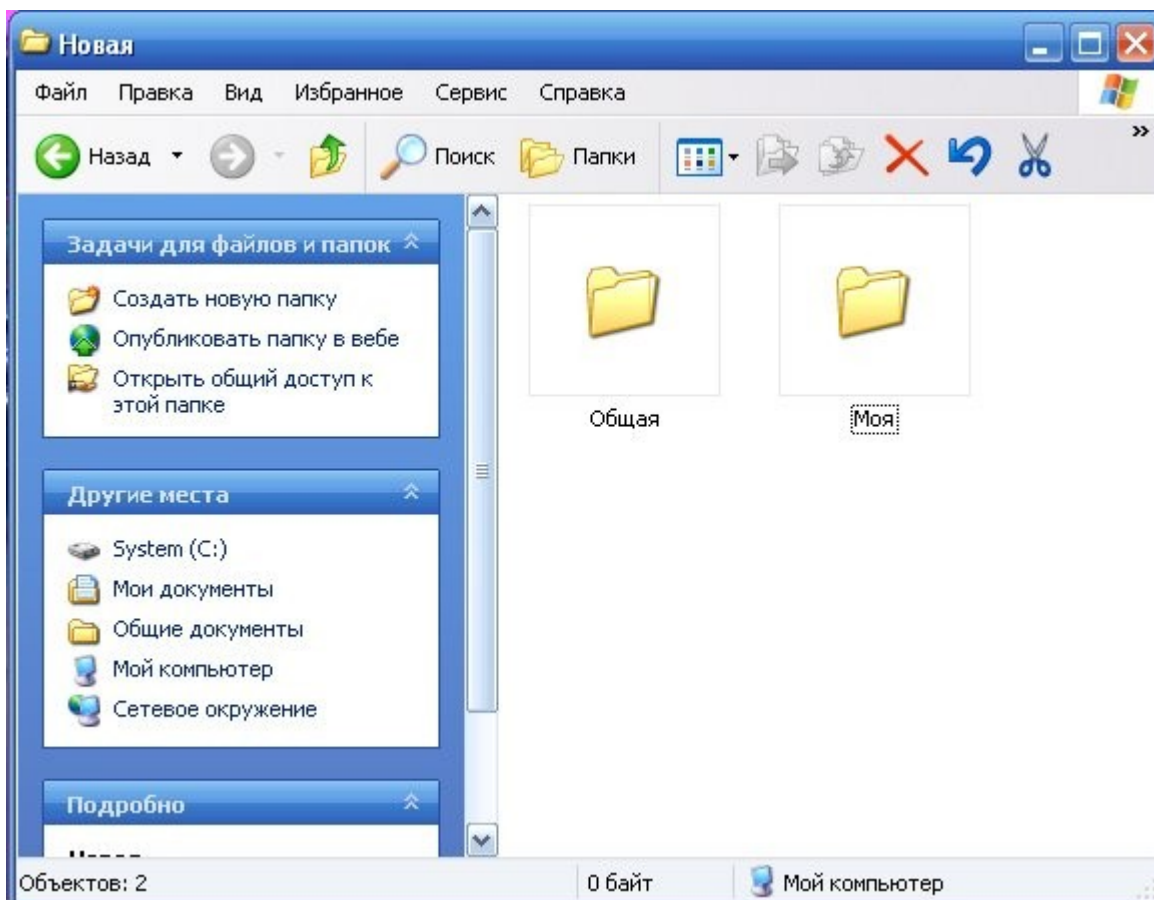 Новая
Файл Правка Вид Избранное Сервис Справка
Назад Поиск Папки
Задачи для файлов и папок
Создать новую папку
Опубликовать папку в вебе
Открыть общий доступ к
этой папке
Другие места
System (C:)
Мои документы
Общие документы
Мой компьютер
Сетевое окружение
Подробно
Общая
Моя
Объектов: 2
0 байт
Мой компьютер